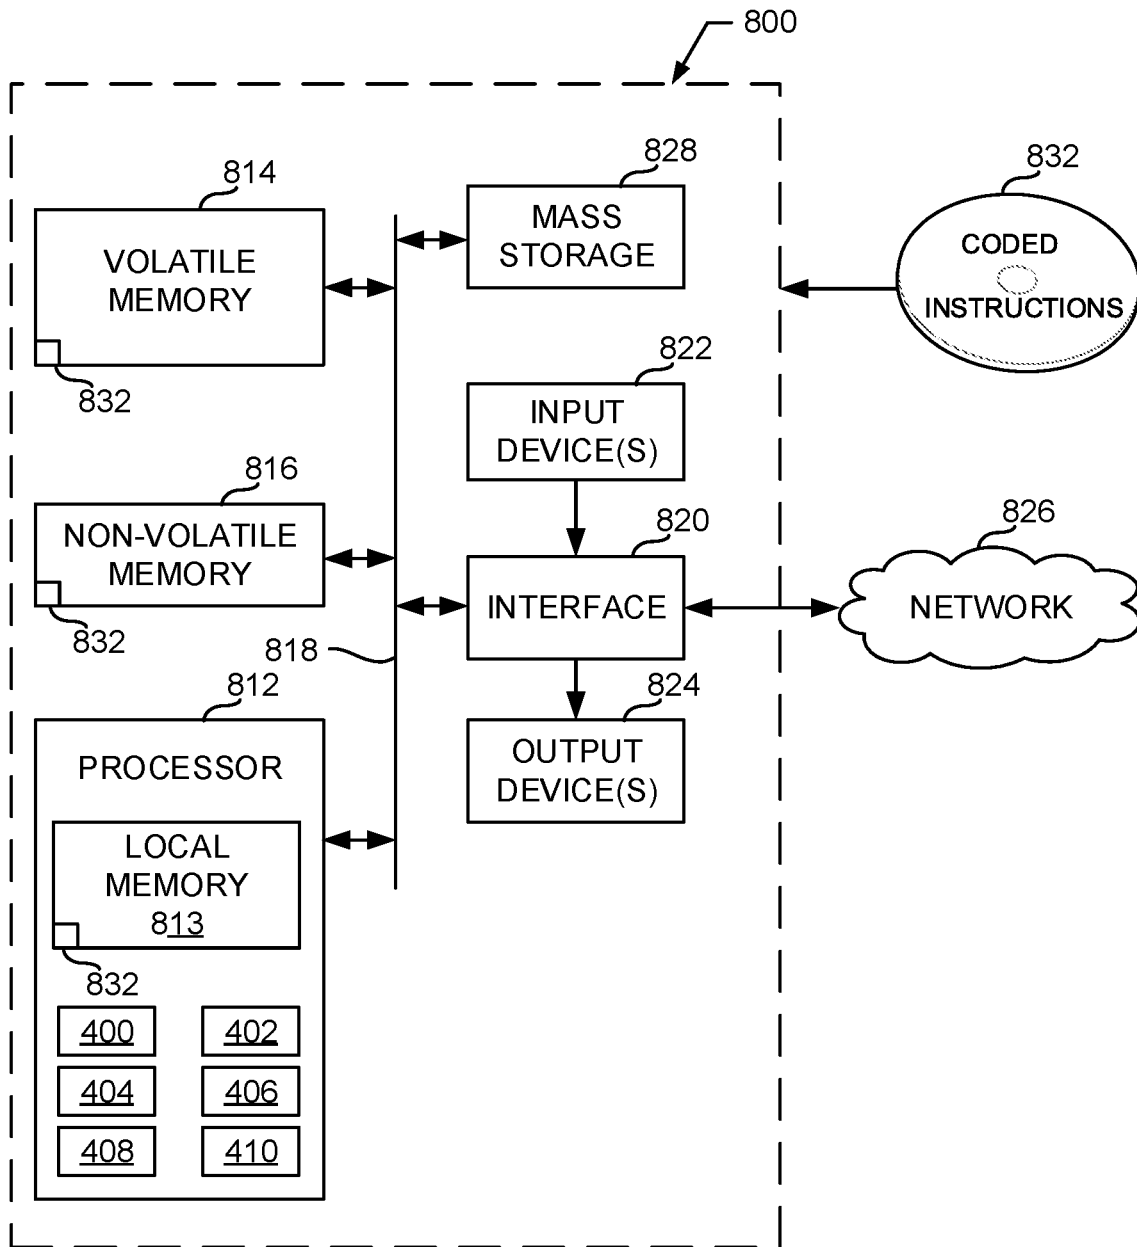 800
814
VOLATILE
MEMORY
832
828
MASS
STORAGE
832
CODED
INSTRUCTIONS
822
INPUT
DEVICE(S)
816
NON-VOLATILE
MEMORY
832
818
820
INTERFACE
826
NETWORK
812
PROCESSOR
LOCAL
MEMORY
813
832
824
OUTPUT
DEVICE(S)
400
402
404
406
408
410